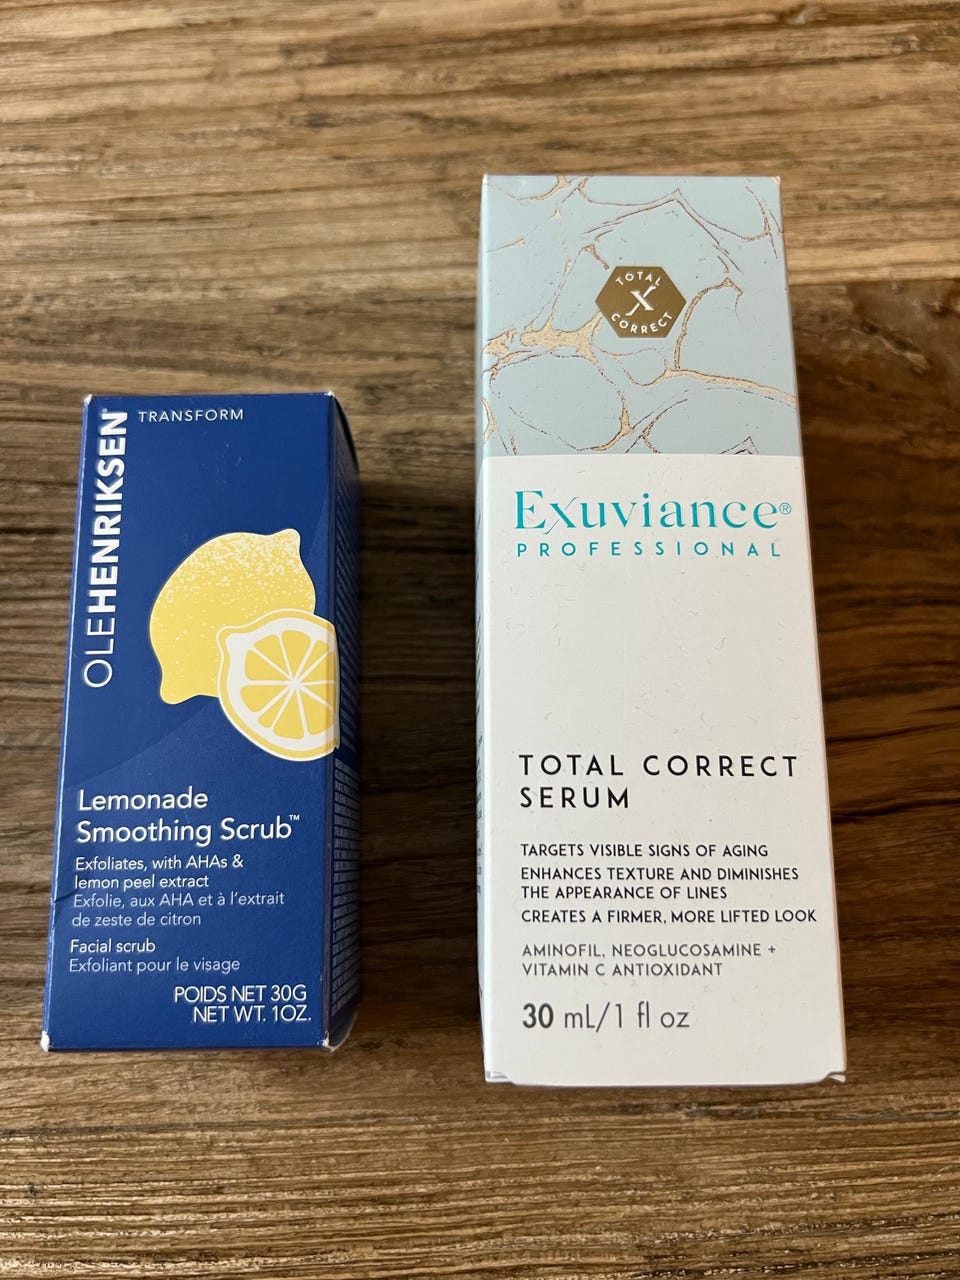 OLEHENRIKSEN®
TRANSFORM
Lemonade
Smoothing Scrub™
Exfoliates, with AHAs &
lemon peel extract
Exfolie, aux AHA et à l'extrait
de zeste de citron
Facial scrub
Exfoliant pour le visage
POIDS NET 30G
NET WT. 1OZ.
TOTAL
X
CORRECT
Exuviance®
PROFESSIONAL
TOTAL CORRECT
SERUM
TARGETS VISIBLE SIGNS OF AGING
ENHANCES TEXTURE AND DIMINISHES
THE APPEARANCE OF LINES
CREATES A FIRMER, MORE LIFTED LOOK
AMINOFIL, NEOGLUCOSAMINE +
VITAMIN C ANTIOXIDANT
30 mL/1 fl oz